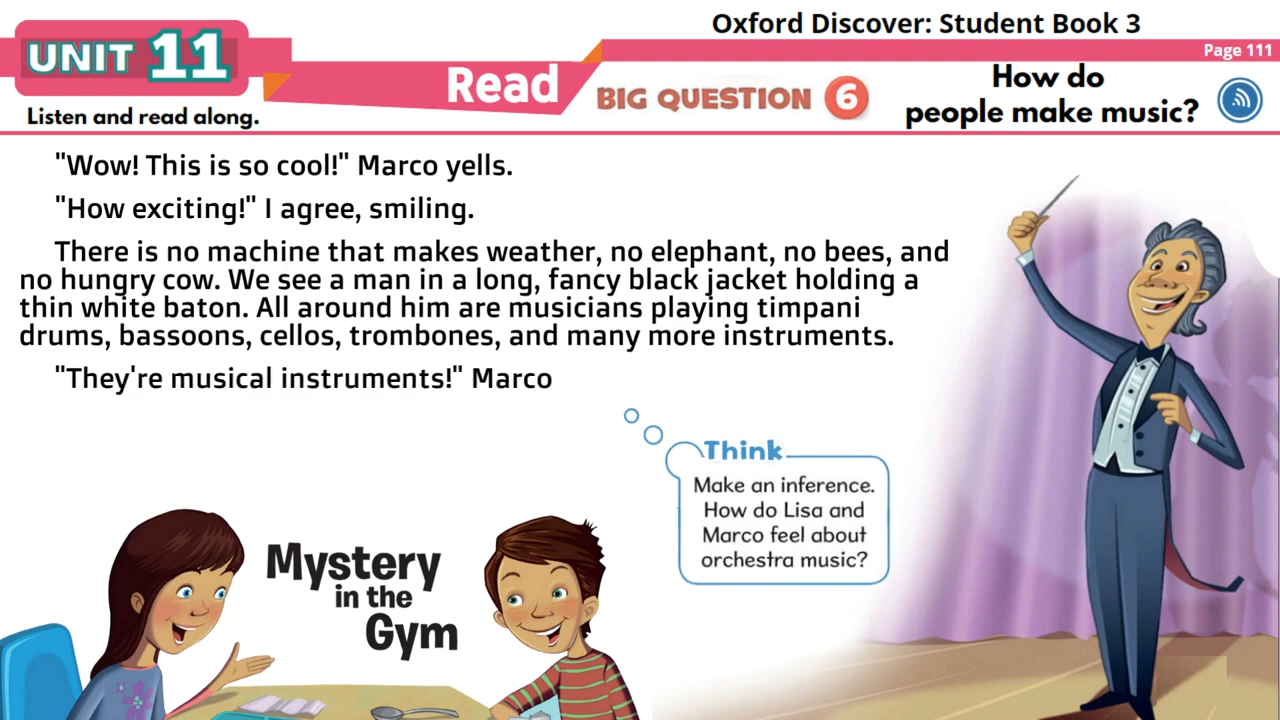 Oxford Discover: Student Book 3
UNIT 11
Page 111
Read
BIG QUESTION 6
How do
people make music?
Listen and read along.
"Wow! This is so cool!" Marco yells.
"How exciting!" I agree, smiling.
There is no machine that makes weather, no elephant, no bees, and
no hungry cow. We see a man in a long, fancy black jacket holding a
thin white baton. All around him are musicians playing timpani
drums, bassoons, cellos, trombones, and many more instruments.
"They're musical instruments!" Marco
Think
Make an inference.
How do Lisa and
Marco feel about
orchestra music?
Mystery
in the
Gym